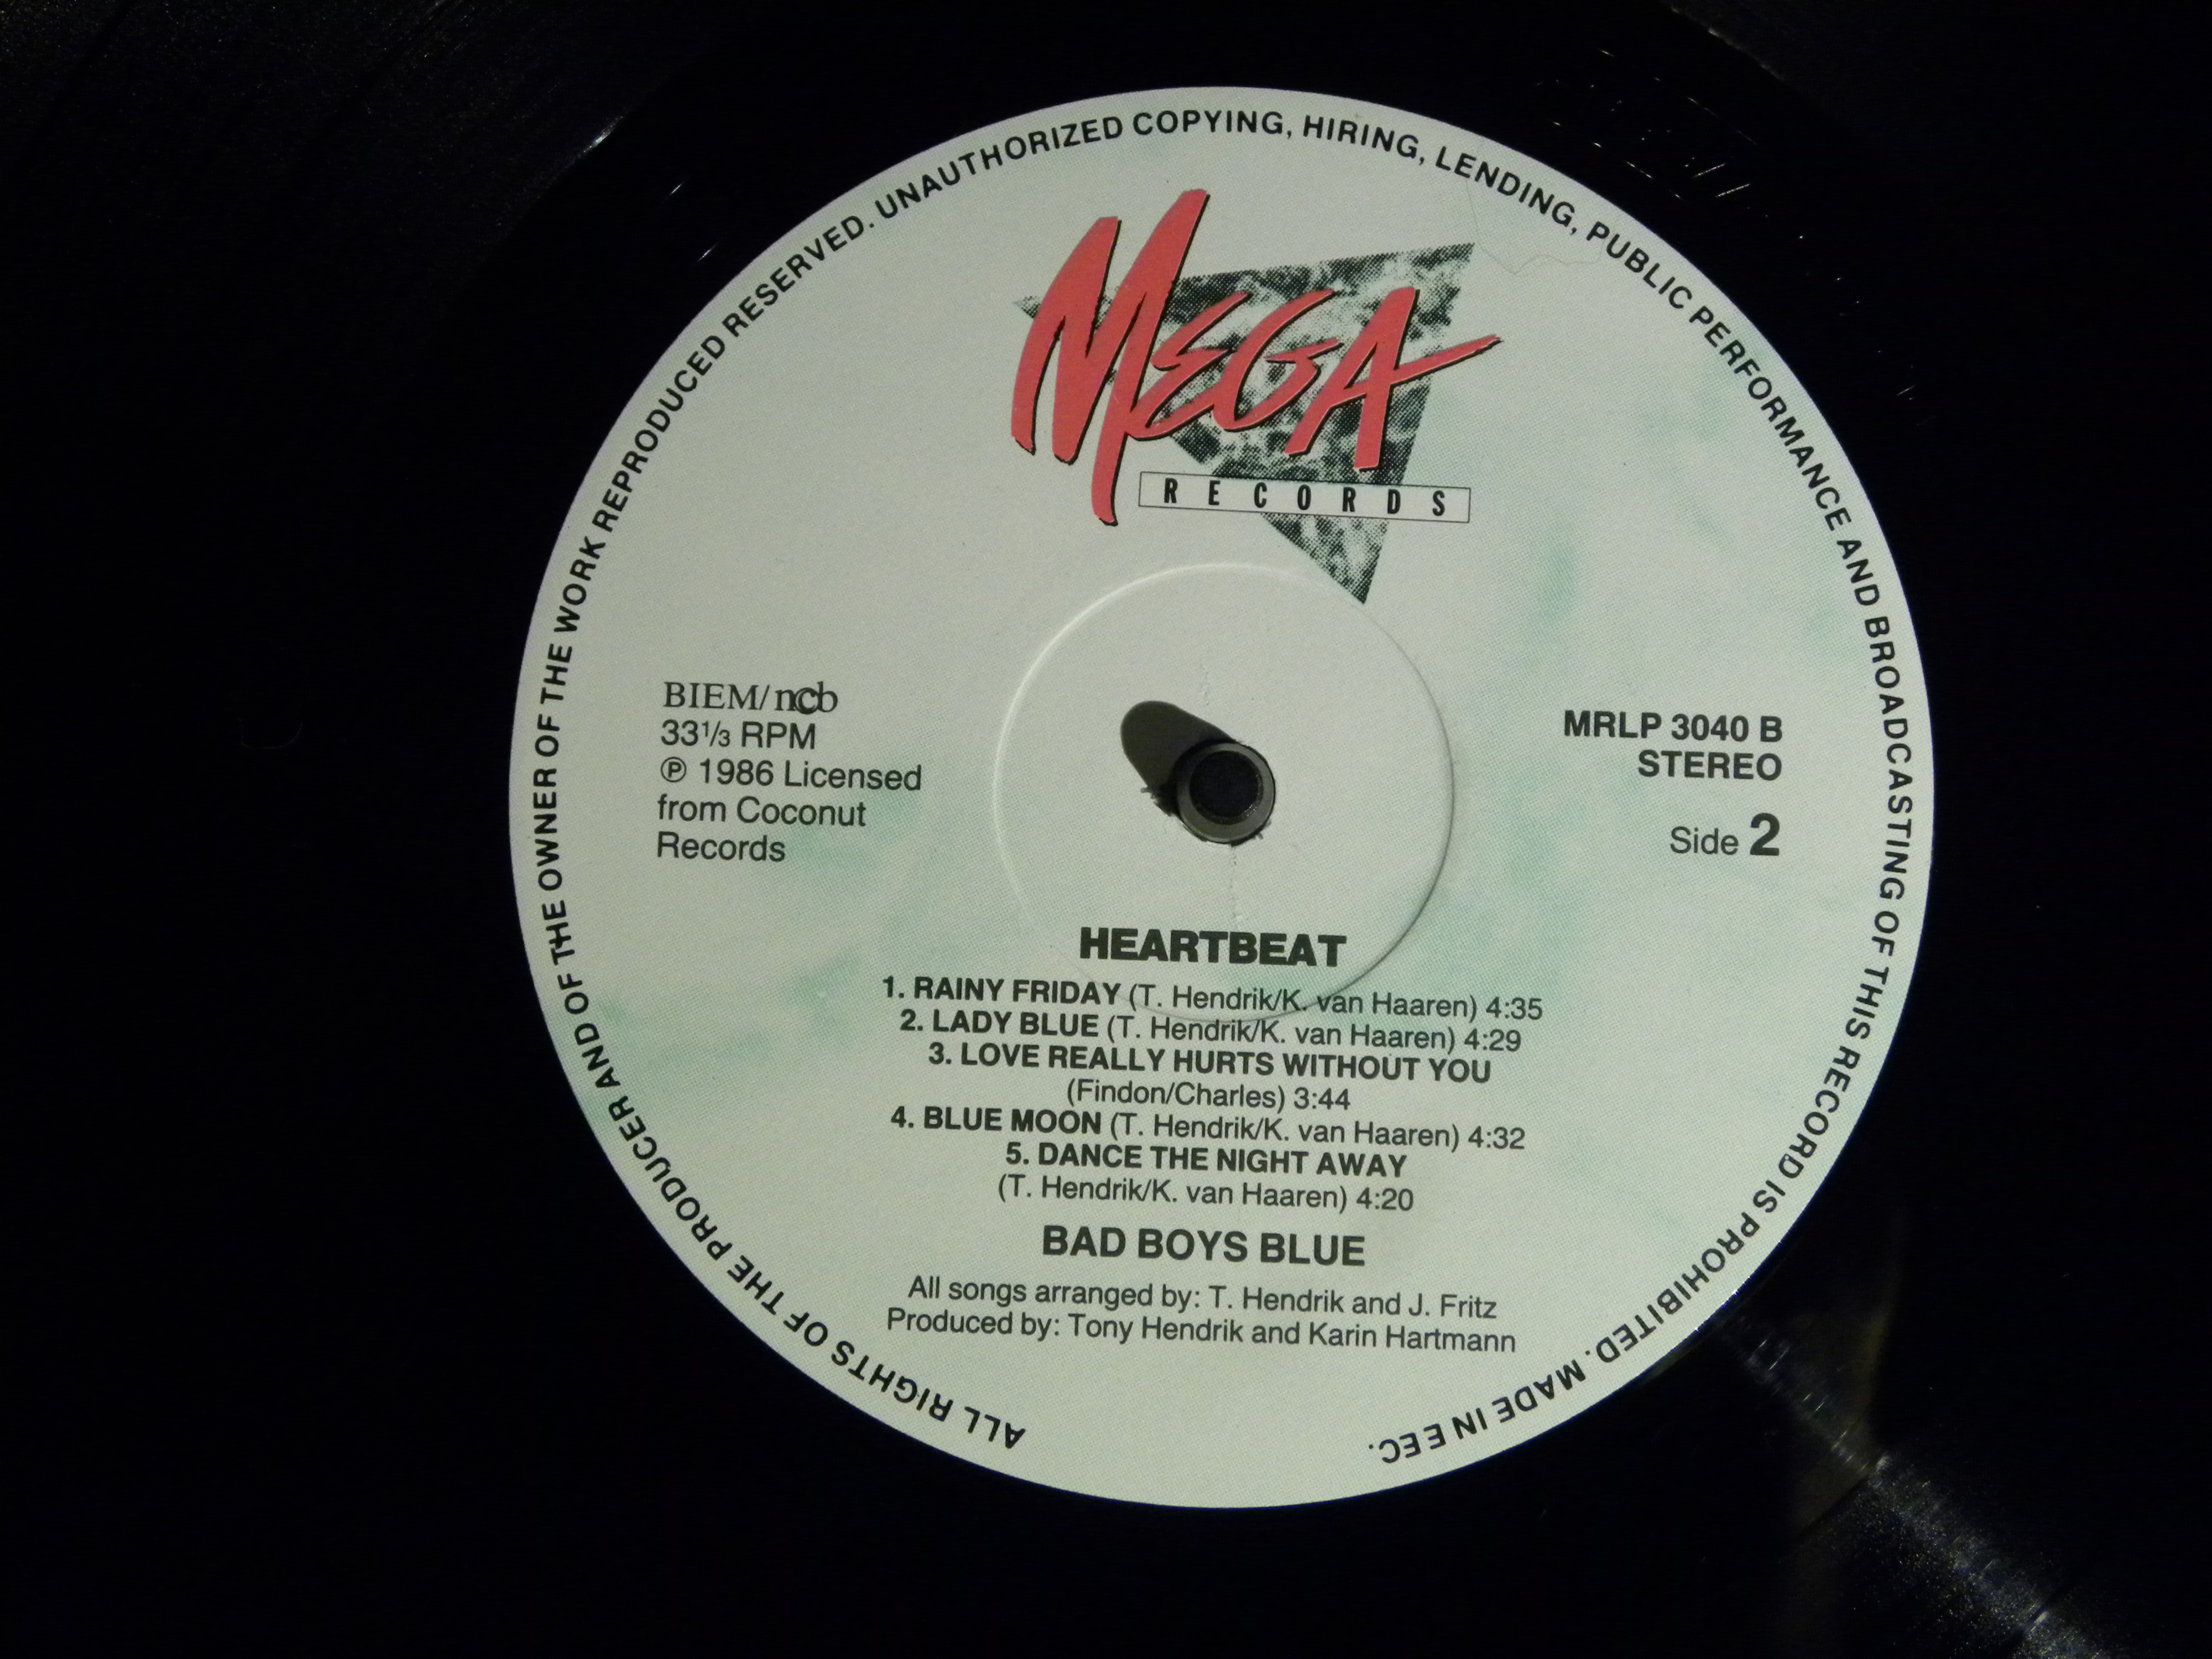 ALL RIGHTS OF THE PRODUCER AND OF THE OWNER OF THE WORK REPRODUCED RESERVED. UNAUTHORIZED COPYING, HIRING, LENDING, PUBLIC PERFORMANCE AND BROADCASTING OF THIS RECORD IS PROHIBITED. MADE IN EEC.
MEGA
RECORDS
BIEM/ncb
33 1/3 RPM
℗ 1986 Licensed
from Coconut
Records
MRLP 3040 B
STEREO
Side 2
HEARTBEAT
1. RAINY FRIDAY (T. Hendrik/K. van Haaren) 4:35
2. LADY BLUE (T. Hendrik/K. van Haaren) 4:29
3. LOVE REALLY HURTS WITHOUT YOU
(Findon/Charles) 3:44
4. BLUE MOON (T. Hendrik/K. van Haaren) 4:32
5. DANCE THE NIGHT AWAY
(T. Hendrik/K. van Haaren) 4:20
BAD BOYS BLUE
All songs arranged by: T. Hendrik and J. Fritz
Produced by: Tony Hendrik and Karin Hartmann